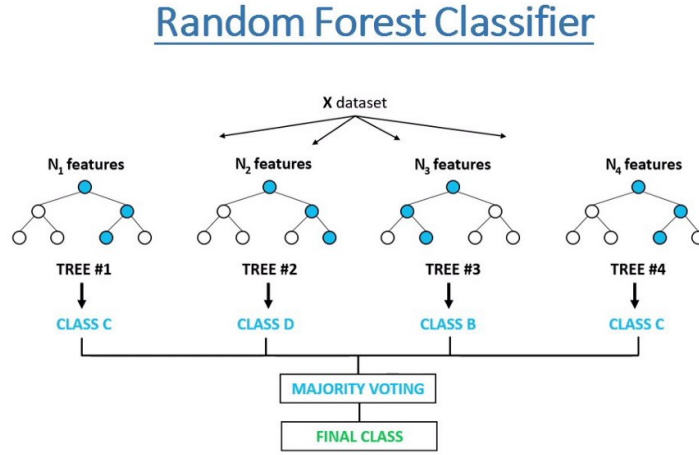 Random Forest Classifier
X dataset
N₁ features N₂ features N₃ features N₄ features
TREE #1 TREE #2 TREE #3 TREE #4
CLASS C CLASS D CLASS B CLASS C
MAJORITY VOTING
FINAL CLASS